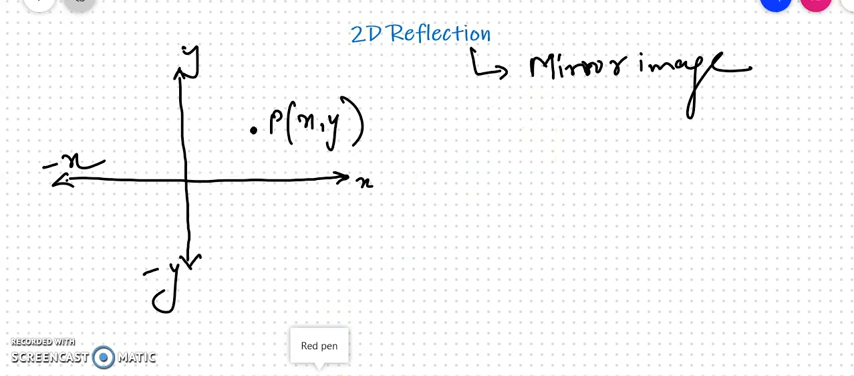 2D Reflection
↳ Mirror image
y
.P(x,y)
-x
x
-y
RECORDED WITH
SCREENCAST MATIC
Red pen